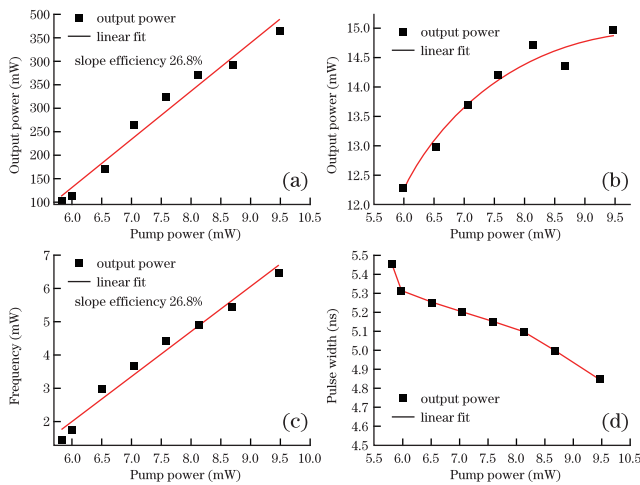 output power
linear fit
slope efficiency 26.8%
Output power (mW)
350
300
350
300
250
200
150
100
6.0 6.5 7.0 7.5 8.0 8.5 9.0 9.5 10.0 10.5
Pump power (mW)
(a)
output power
linear fit
Output power (mW)
15.0
14.5
14.0
13.5
13.0
12.5
12.0
5.5 6.0 6.5 7.0 7.5 8.0 8.5 9.0 9.5 10.0
Pump power (mW)
(b)
output power
linear fit
slope efficiency 26.8%
Frequency (mW)
7
6
5
4
3
2
6.0 6.5 7.0 7.5 8.0 8.5 9.0 9.5 10.0
Pump power (mW)
(c)
Pulse width (ns)
5.5
5.4
5.3
5.2
5.1
5.0
4.9
4.8
4.7
4.6
4.5
output power
linear fit
5.5 6.0 6.5 7.0 7.5 8.0 8.5 9.0 9.5 10.0 10.5
Pump power (mW)
(d)